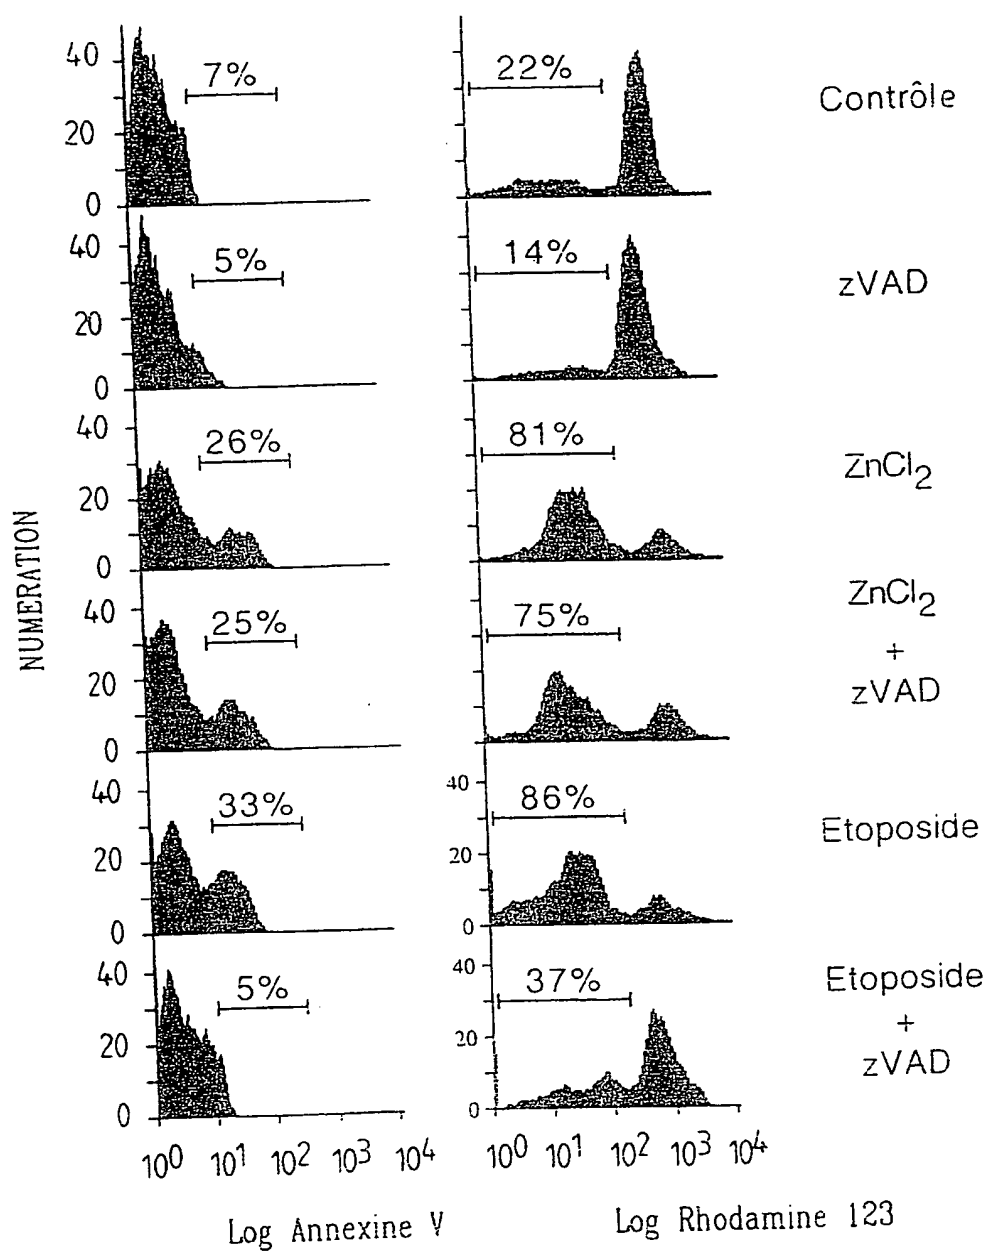 40
20
0
7%
22%
Contrôle
40
20
0
5%
14%
zVAD
40
20
0
26%
81%
ZnCl2
40
20
0
25%
75%
ZnCl2
+
zVAD
40
20
0
33%
40
20
0
86%
Etoposide
40
20
0
5%
40
20
0
37%
Etoposide
+
zVAD
NUMERATION
10^0 10^1 10^2 10^3 10^4
10^0 10^1 10^2 10^3 10^4
Log Annexine V
Log Rhodamine 123